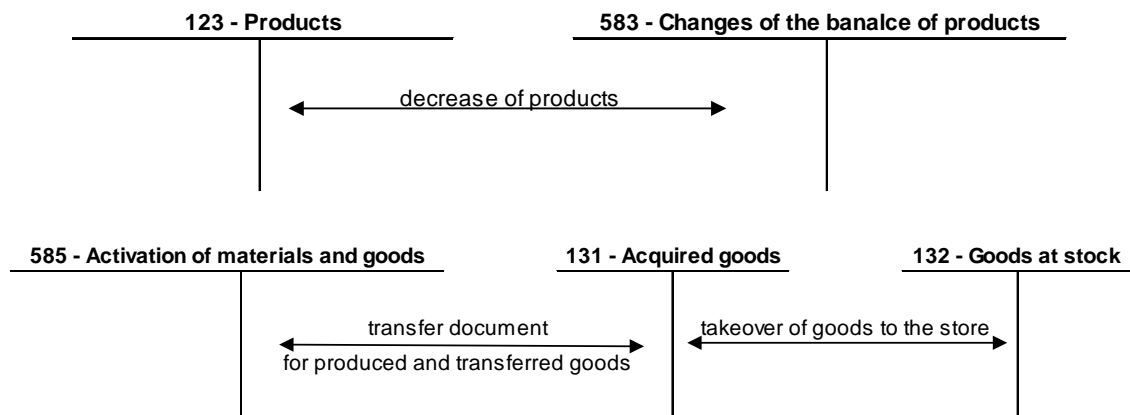 123 - Products
583 - Changes of the banalce of products
decrease of products
585 - Activation of materials and goods
131 - Acquired goods
132 - Goods at stock
transfer document
for produced and transferred goods
takeover of goods to the store